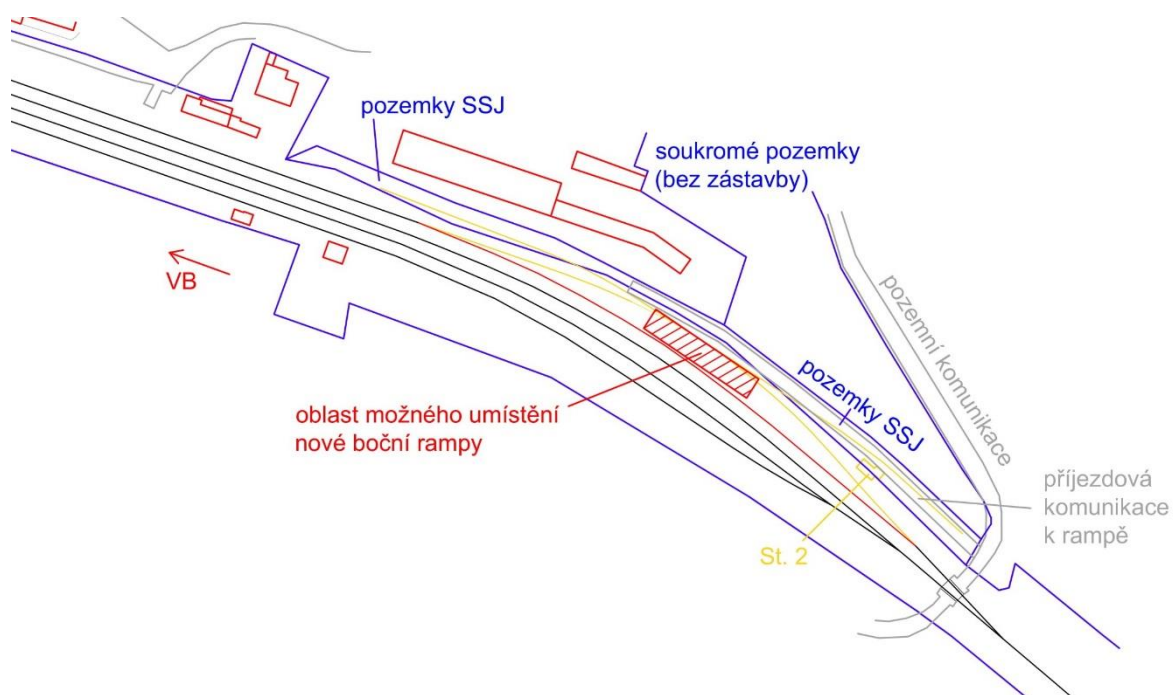 pozemky SSJ
soukromé pozemky
(bez zástavby)
VB
pozemní komunikace
oblast možného umístění
nové boční rampy
pozemky SSJ
příjezdová
komunikace
k rampě
St. 2